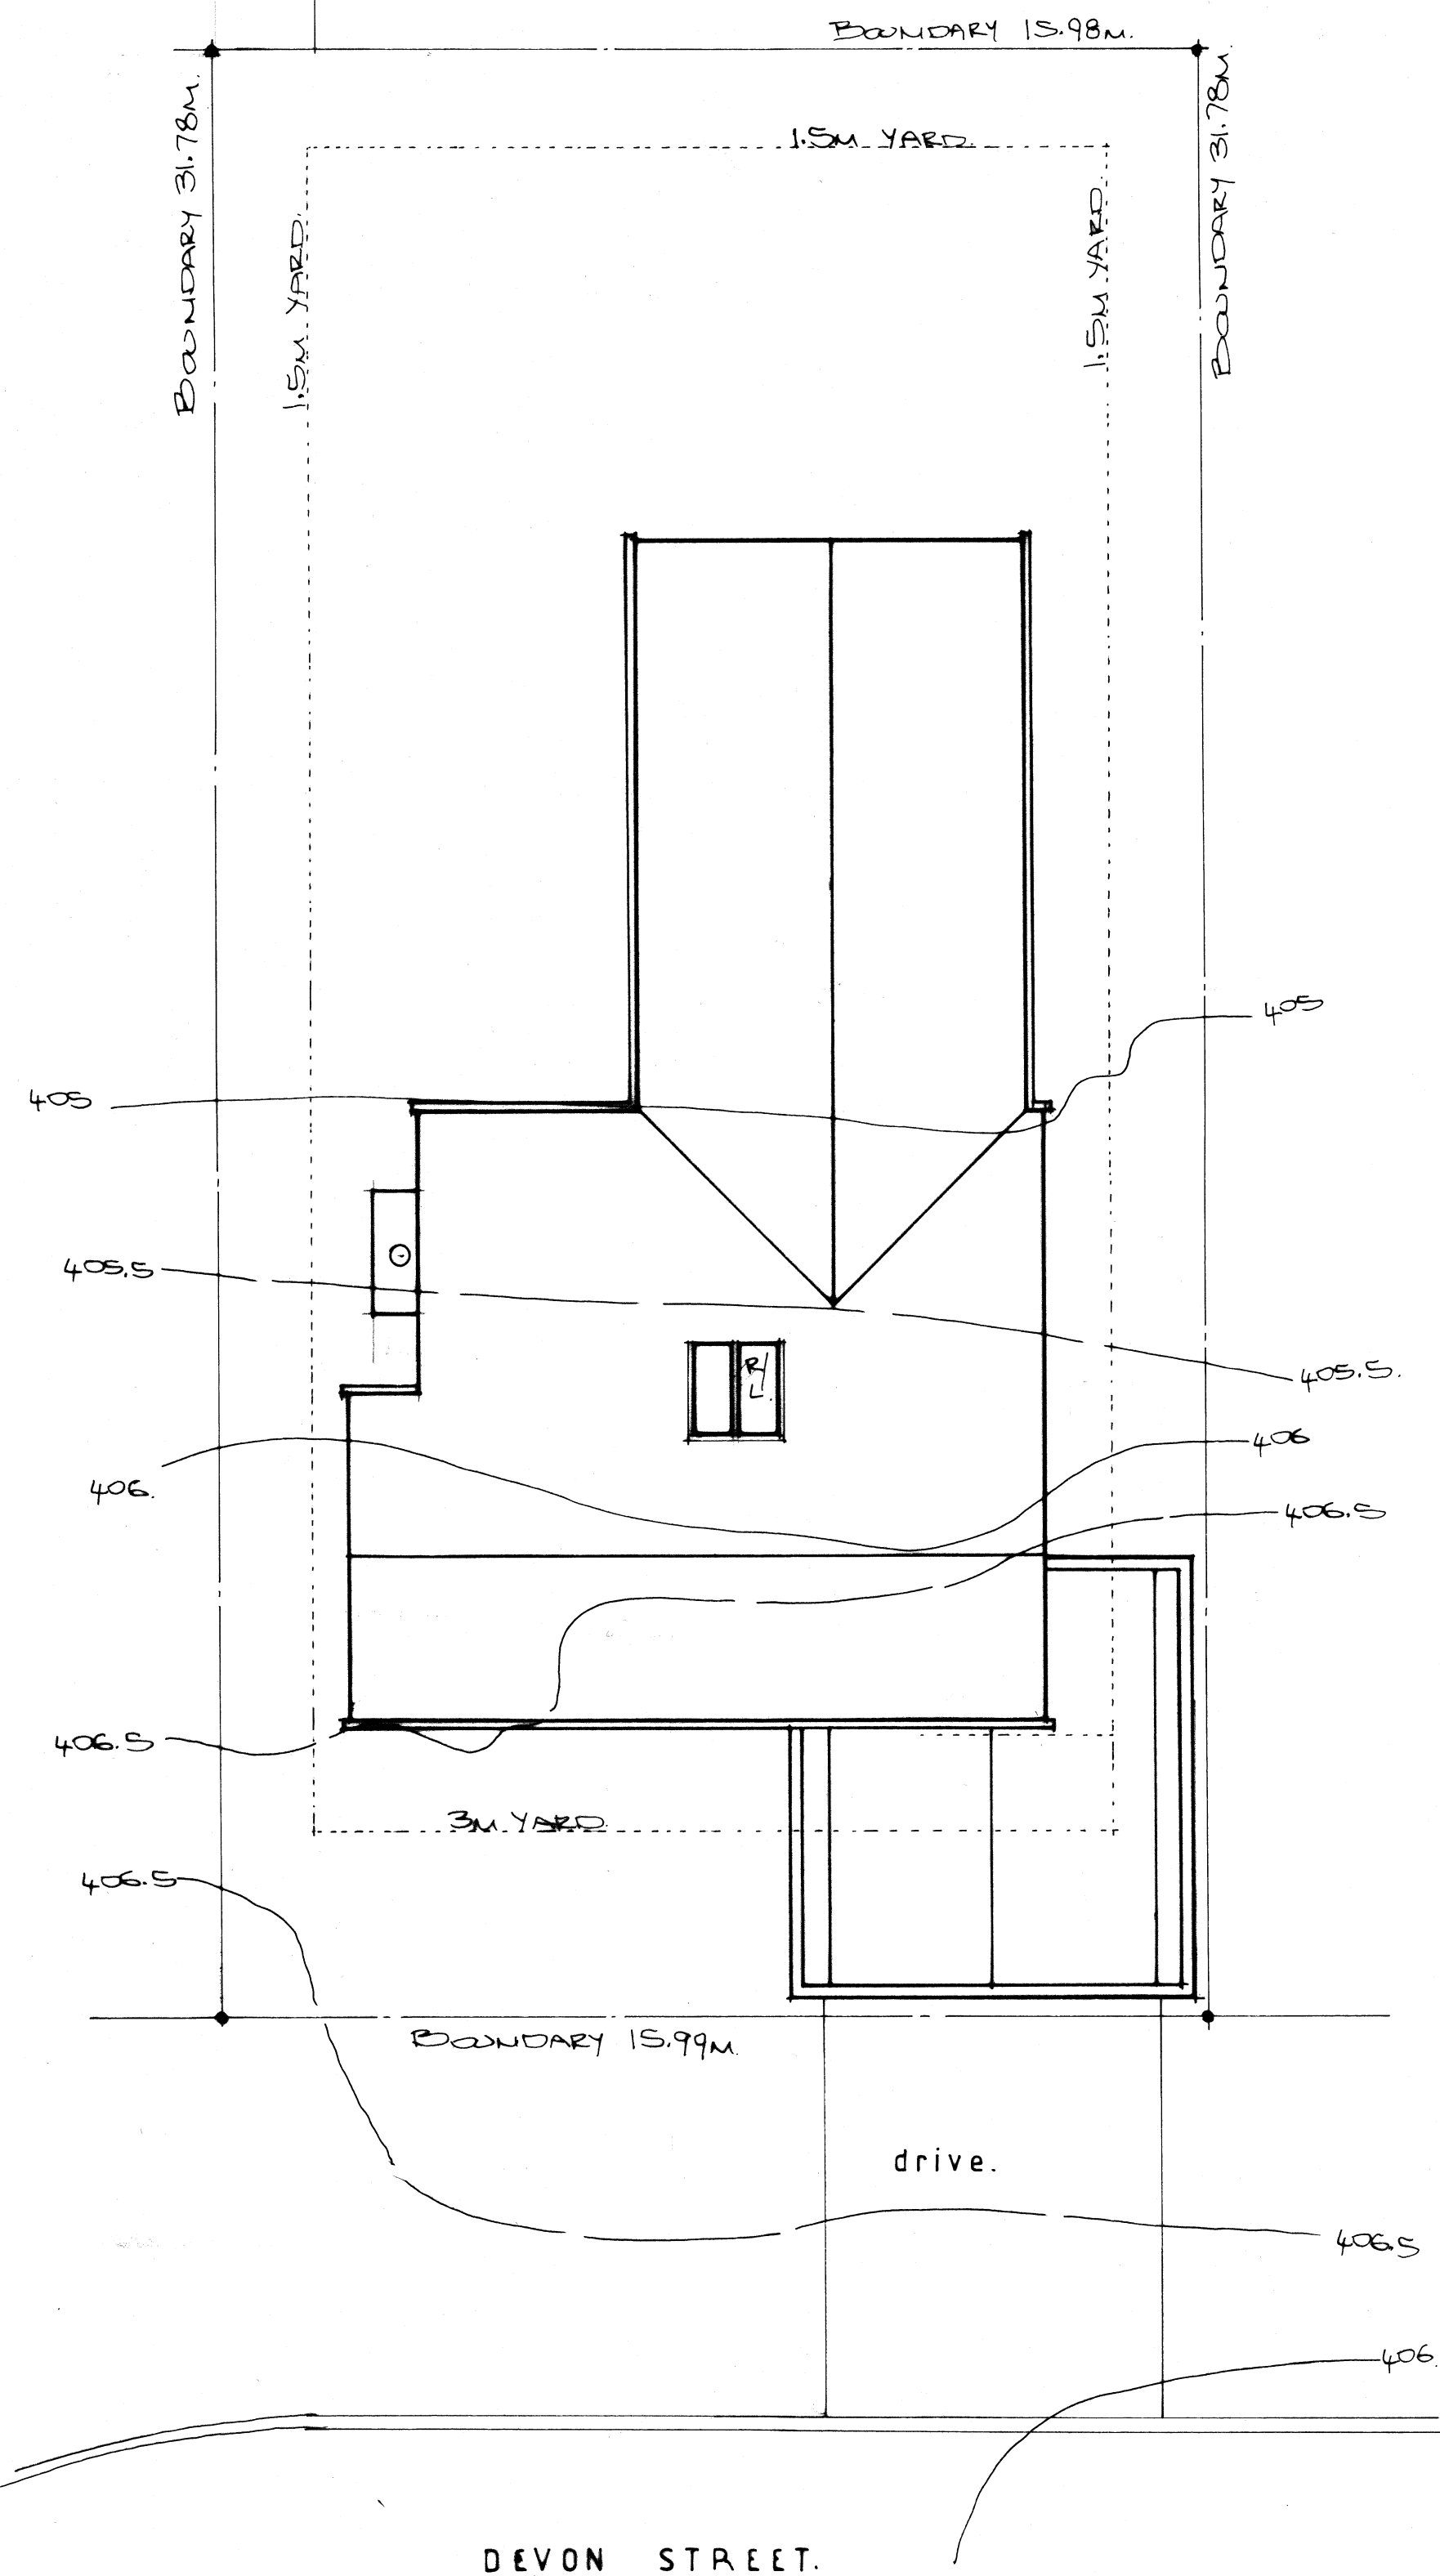 BOUNDARY 15.98M.
BOUNDARY 31.78M.
BOUNDARY 31.78M.
1.5M YARD.
1.5M YARD.
1.5M YARD.
405
405
405.5
405.5.
R/L.
406.
406
406.5
406.5
3M YARD
406.5
BOUNDARY 15.99M.
drive.
406.5
406.
DEVON STREET.